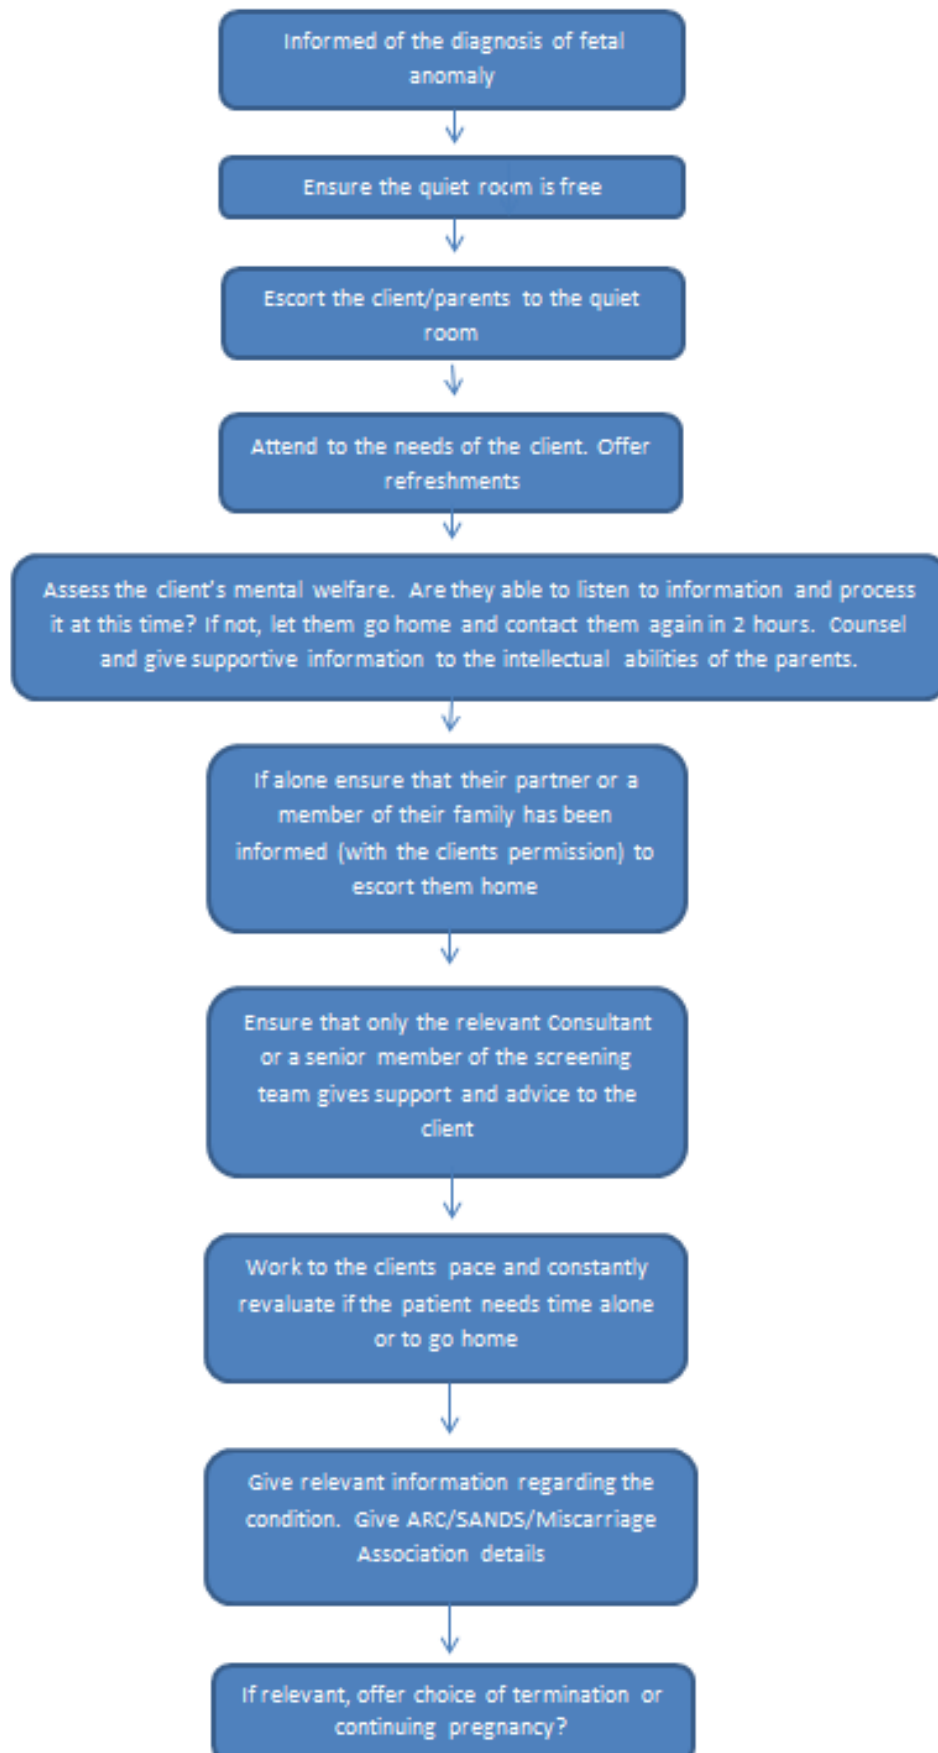 Informed of the diagnosis of fetal
anomaly
Ensure the quiet room is free
Escort the client/parents to the quiet
room
Attend to the needs of the client. Offer
refreshments
Assess the client's mental welfare. Are they able to listen to information and process
it at this time? If not, let them go home and contact them again in 2 hours. Counsel
and give supportive information to the intellectual abilities of the parents.
If alone ensure that their partner or a
member of their family has been
informed (with the clients permission) to
escort them home
Ensure that only the relevant Consultant
or a senior member of the screening
team gives support and advice to the
client
Work to the clients pace and constantly
revaluate if the patient needs time alone
or to go home
Give relevant information regarding the
condition. Give ARC/SANDS/Miscarriage
Association details
If relevant, offer choice of termination or
continuing pregnancy?